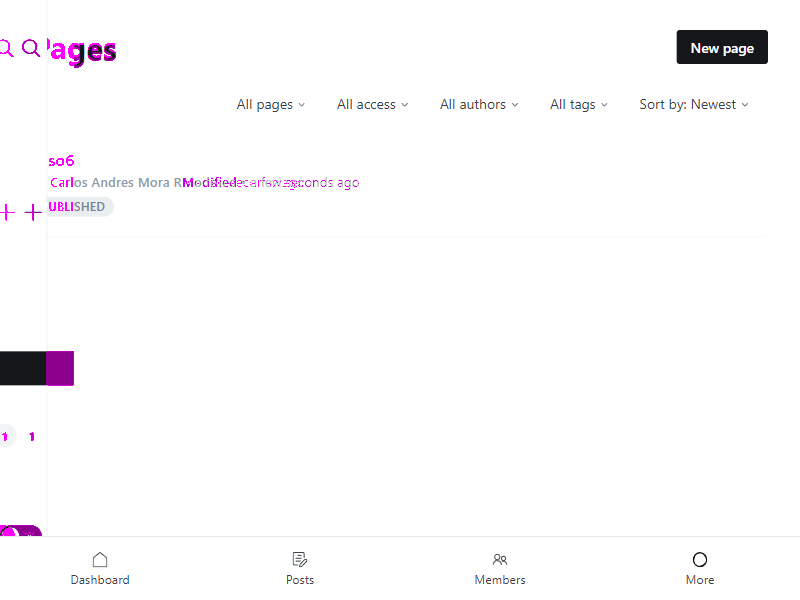 Pages
New page
All pages
All access
All authors
All tags
Sort by: Newest
so6
Carlos Andres Mora
Modified: a few seconds ago
UBLISHED
1 1
Dashboard
Posts
Members
More